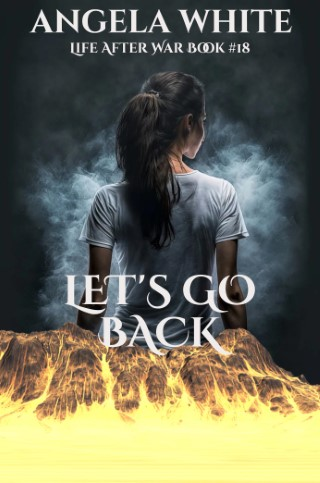 ANGELA WHITE
LIFE AFTER WAR BOOK #18
LET'S GO
BACK